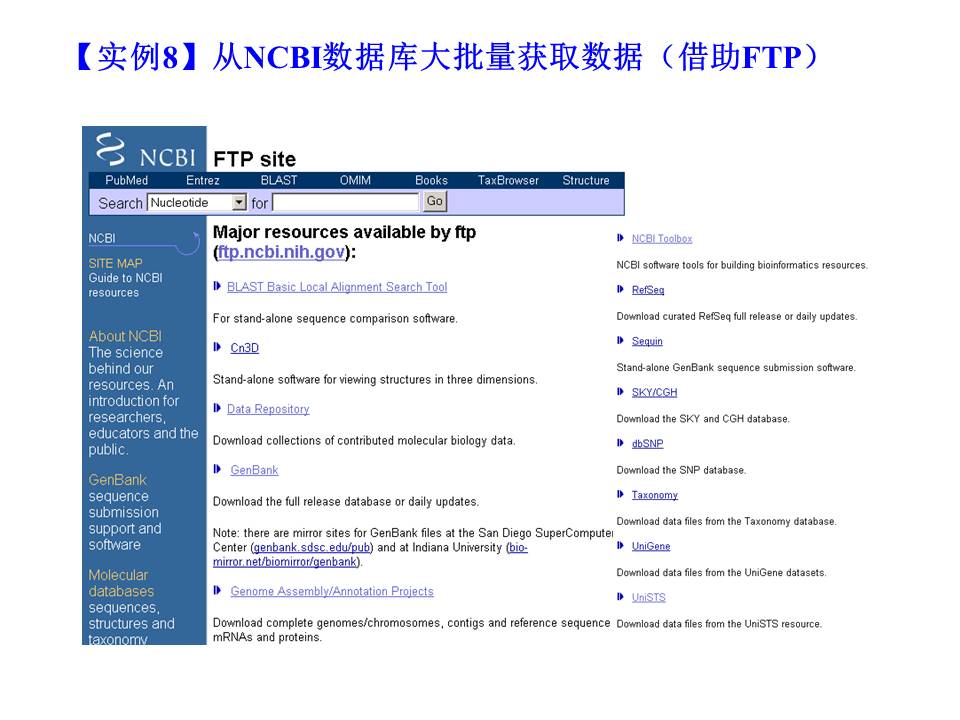 【实例8】从NCBI数据库大批量获取数据（借助FTP）
NCBI
FTP site
PubMed Entrez BLAST OMIM Books TaxBrowser Structure
Search Nucleotide for Go
NCBI
SITE MAP
Guide to NCBI
resources
About NCBI
The science
behind our
resources. An
introduction for
researchers,
educators and the
public.
GenBank
sequence
submission
support and
software
Molecular
databases
sequences,
structures and
taxonomy
Major resources available by ftp
(ftp.ncbi.nih.gov):
BLAST Basic Local Alignment Search Tool
For stand-alone sequence comparison software.
Cn3D
Stand-alone software for viewing structures in three dimensions.
Data Repository
Download collections of contributed molecular biology data.
GenBank
Download the full release database or daily updates.
Note: there are mirror sites for GenBank files at the San Diego SuperComputer
Center (genbank.sdsc.edu/pub) and at Indiana University (bio-
mirror.net/biomirror/genbank).
Genome Assembly/Annotation Projects
Download complete genomes/chromosomes, contigs and reference sequence
mRNAs and proteins.
NCBI Toolbox
NCBI software tools for building bioinformatics resources.
RefSeq
Download curated RefSeq full release or daily updates.
Sequin
Stand-alone GenBank sequence submission software.
SKY/CGH
Download the SKY and CGH database.
dbSNP
Download the SNP database.
Taxonomy
Download data files from the Taxonomy database.
UniGene
Download data files from the UniGene datasets.
UniSTS
Download data files from the UniSTS resource.